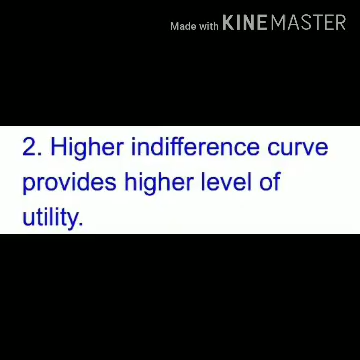 Made with KINEMASTER
2. Higher indifference curve
provides higher level of
utility.